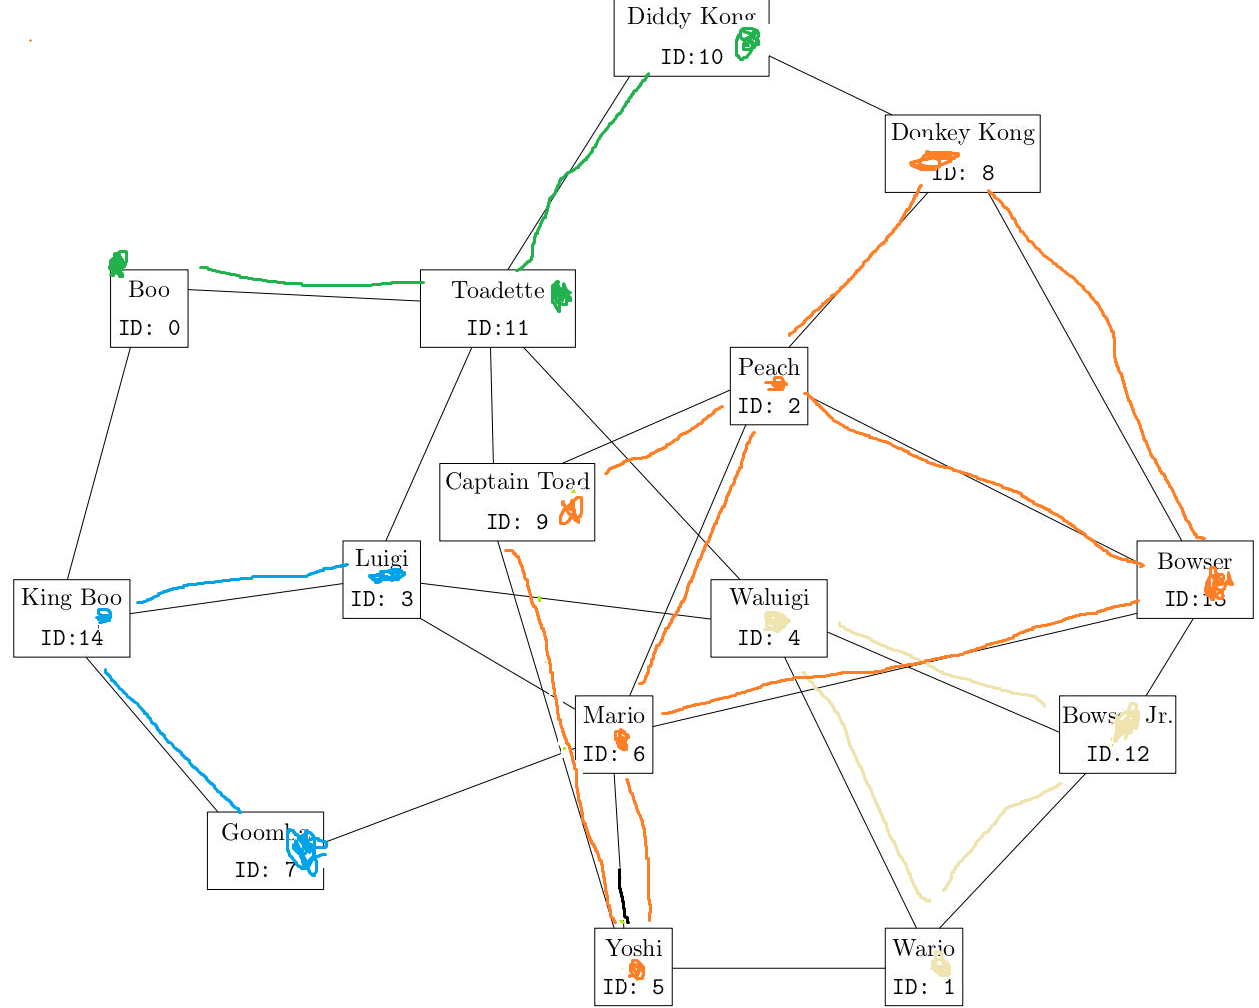 Diddy Kong
ID:10
Donkey Kong
ID: 8
Boo
ID: 0
Toadette
ID:11
Peach
ID: 2
Captain Toad
ID: 9
Luigi
ID: 3
Bowser
ID:13
King Boo
ID:14
Waluigi
ID: 4
Mario
ID: 6
Bowser Jr.
ID:12
Goomba
ID: 7
Yoshi
ID: 5
Wario
ID: 1